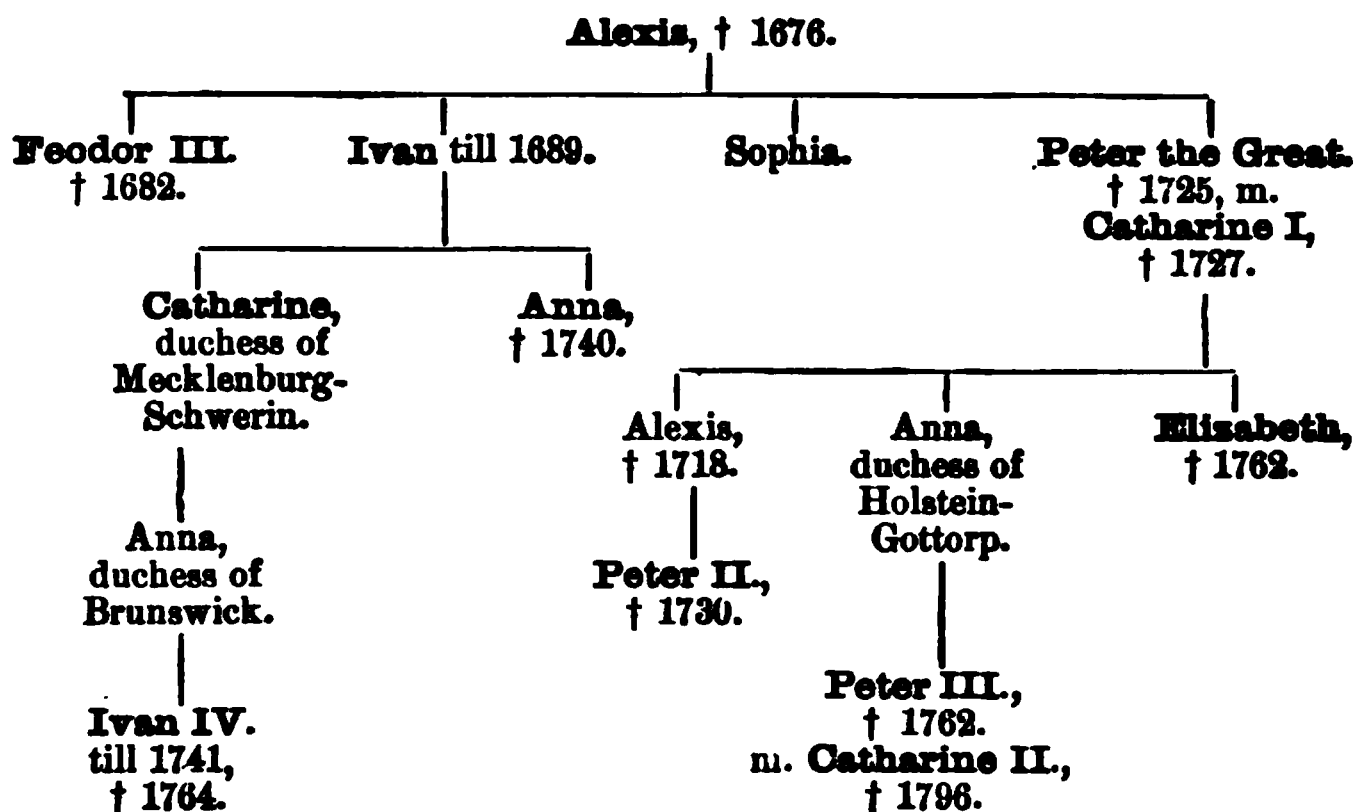 Alexis, † 1676.
Feodor III. Ivan till 1689. Sophia. Peter the Great.
† 1682. † 1725, m.
Catharine I,
† 1727.
Catharine, Anna,
duchess of † 1740.
Mecklenburg-
Schwerin.
Alexis, Anna, Elizabeth,
† 1718. duchess of † 1762.
Holstein-
Gottorp.
Anna,
duchess of
Brunswick.
Peter II.,
† 1730.
Peter III.,
† 1762.
m. Catharine II.,
† 1796.
Ivan IV.
till 1741,
† 1764.